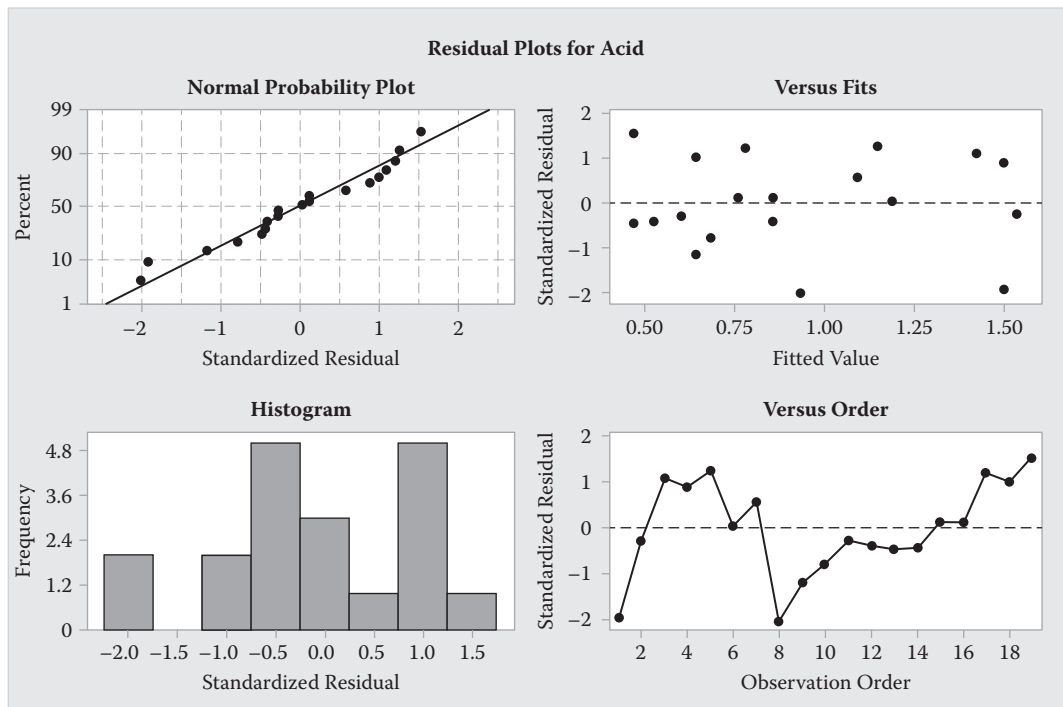 Residual Plots for Acid
Normal Probability Plot
99
90
50
10
1
Percent
–2 –1 0 1 2
Standardized Residual
Versus Fits
2
1
0
–1
–2
Standardized Residual
0.50 0.75 1.00 1.25 1.50
Fitted Value
Histogram
4.8
3.6
2.4
1.2
0
Frequency
–2.0 –1.5 –1.0 –0.5 0.0 0.5 1.0 1.5
Standardized Residual
Versus Order
2
1
0
–1
–2
Standardized Residual
2 4 6 8 10 12 14 16 18
Observation Order